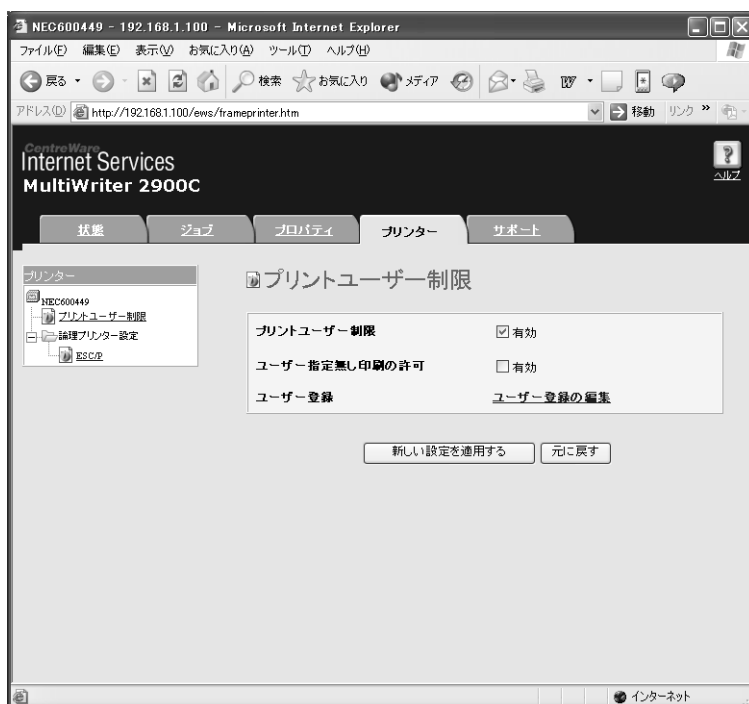 NEC600449 - 192.168.1.100 - Microsoft Internet Explorer
ファイル(F) 編集(E) 表示(V) お気に入り(A) ツール(T) ヘルプ(H)
戻る 検索 お気に入り メディア
アドレス(D) http://192.168.1.100/ews/frameprinter.htm 移動 リンク »
CentreWare
Internet Services
MultiWriter 2900C
ヘルプ
状態 ジョブ プロパティ プリンター サポート
プリンター
NEC600449
プリントユーザー制限
論理プリンター設定
ESC/P
プリントユーザー制限
プリントユーザー制限 有効
ユーザー指定無し印刷の許可 有効
ユーザー登録 ユーザー登録の編集
新しい設定を適用する 元に戻す
インターネット